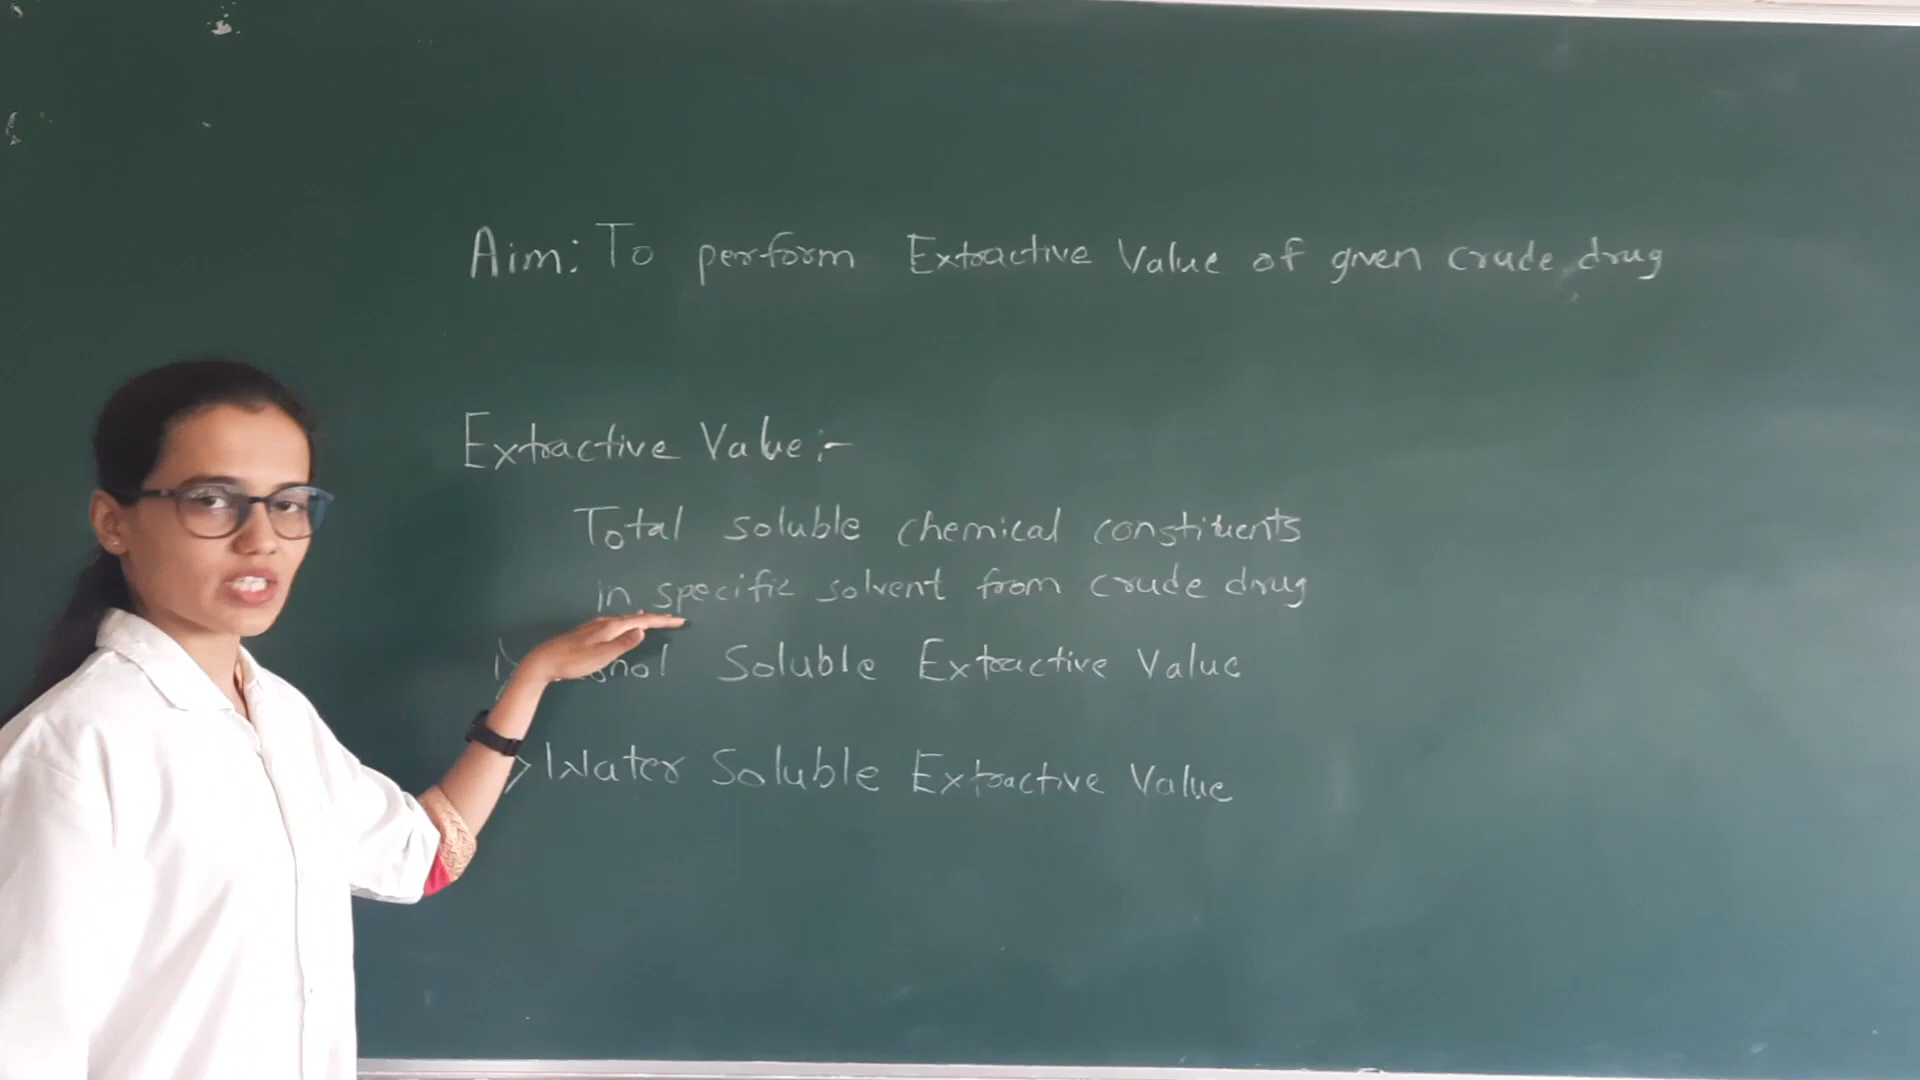 Aim: To perform Extractive Value of given crude drug
Extractive Value :-
Total soluble chemical constituents
in specific solvent from crude drug
Soluble Extractive Value
Water Soluble Extractive Value